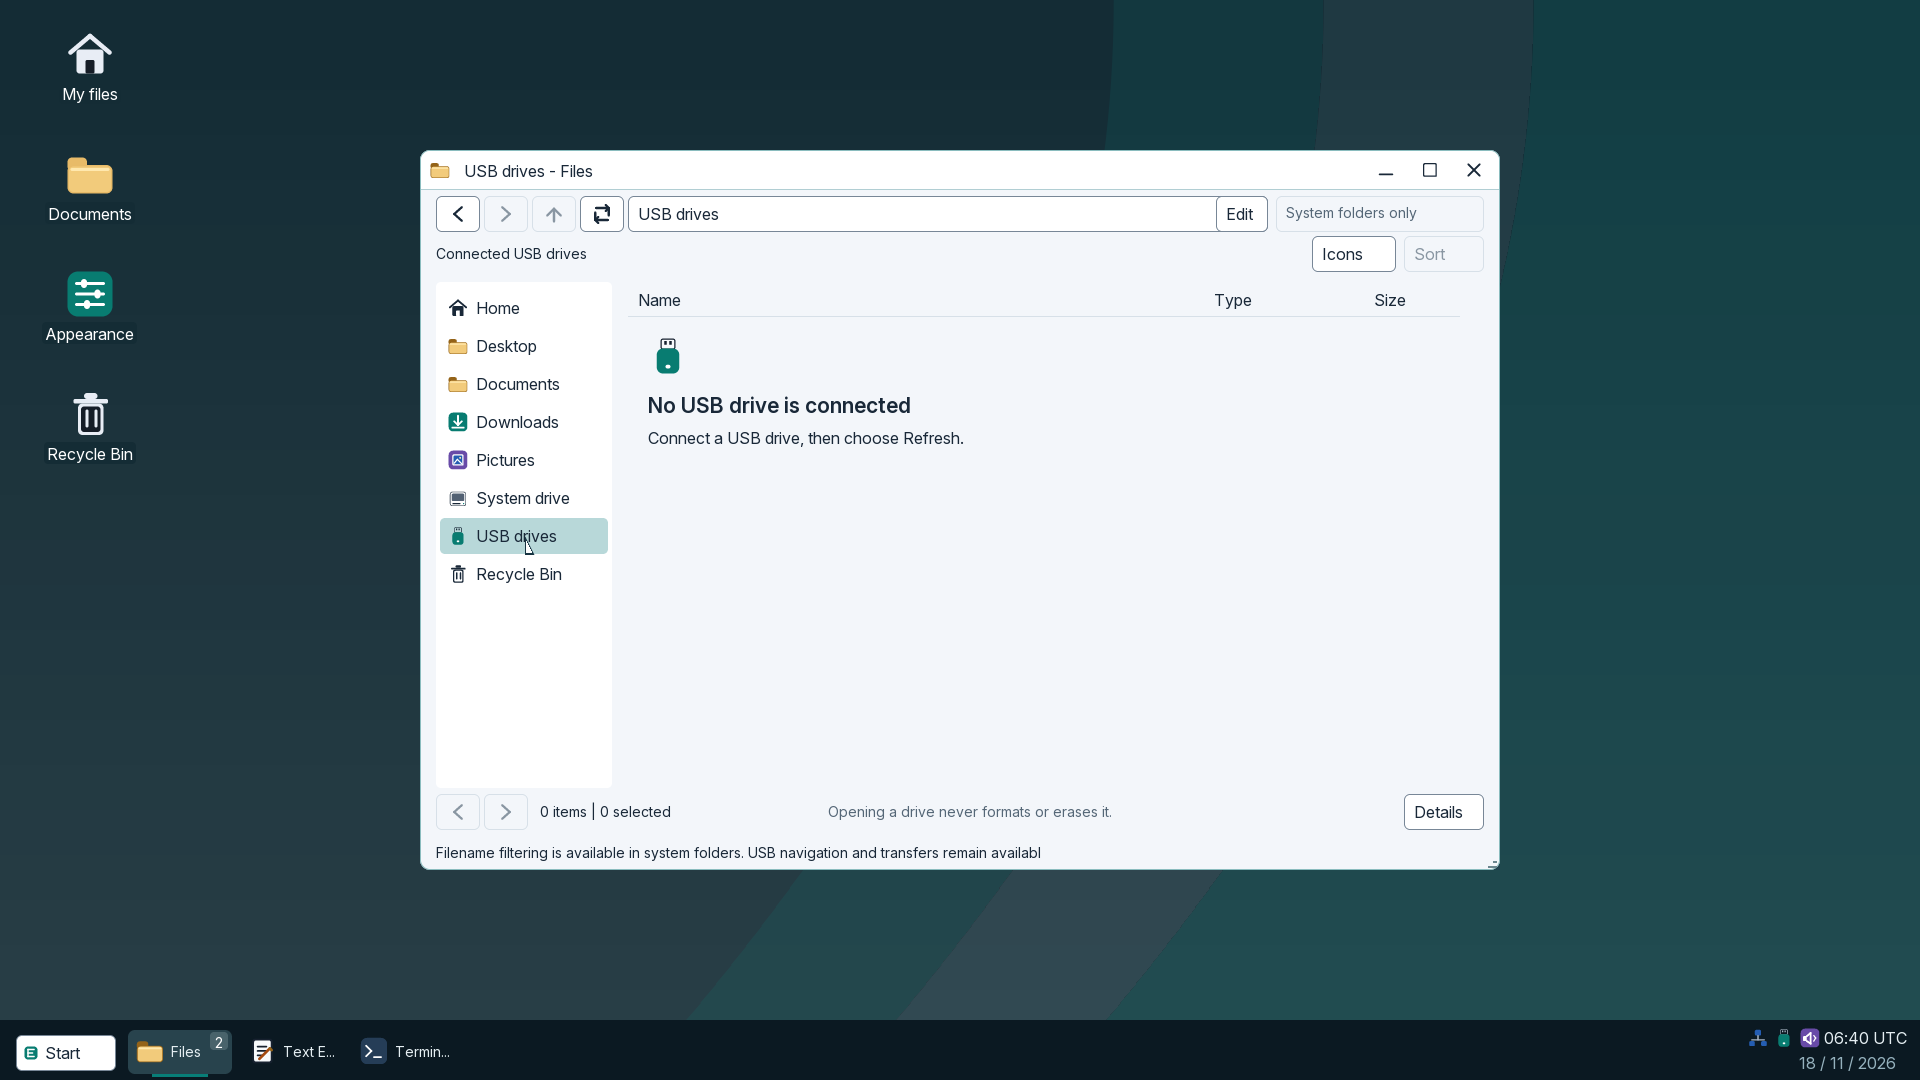 My files
Documents
Appearance
Recycle Bin
USB drives - Files
USB drives
Edit
System folders only
Connected USB drives
Icons
Sort
Home
Desktop
Documents
Downloads
Pictures
System drive
USB drives
Recycle Bin
Name
Type
Size
No USB drive is connected
Connect a USB drive, then choose Refresh.
0 items | 0 selected
Opening a drive never formats or erases it.
Details
Filename filtering is available in system folders. USB navigation and transfers remain availabl
Start
Files
2
Text E...
Termin...
06:40 UTC
18 / 11 / 2026